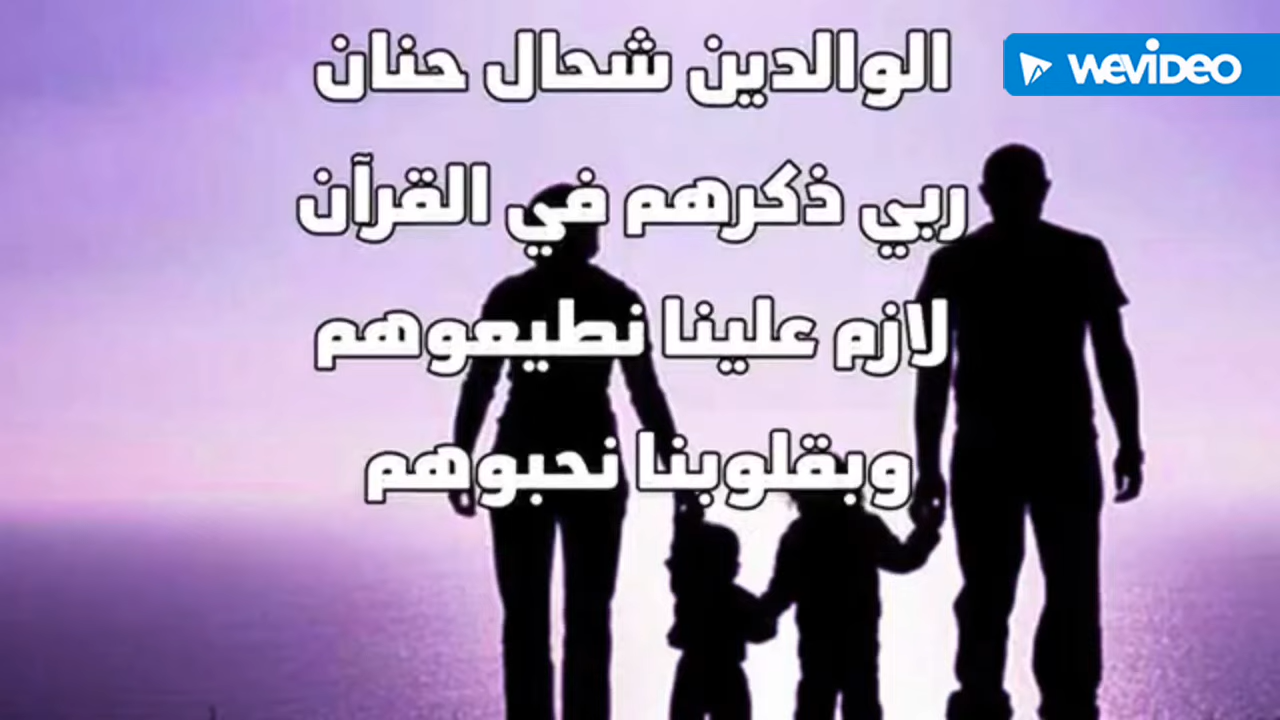 الوالدين شحال حنان
WEVIDEO
ربي ذكرهم في القرآن
لازم علينا نطيعوهم
وبقلوبنا نحبوهم